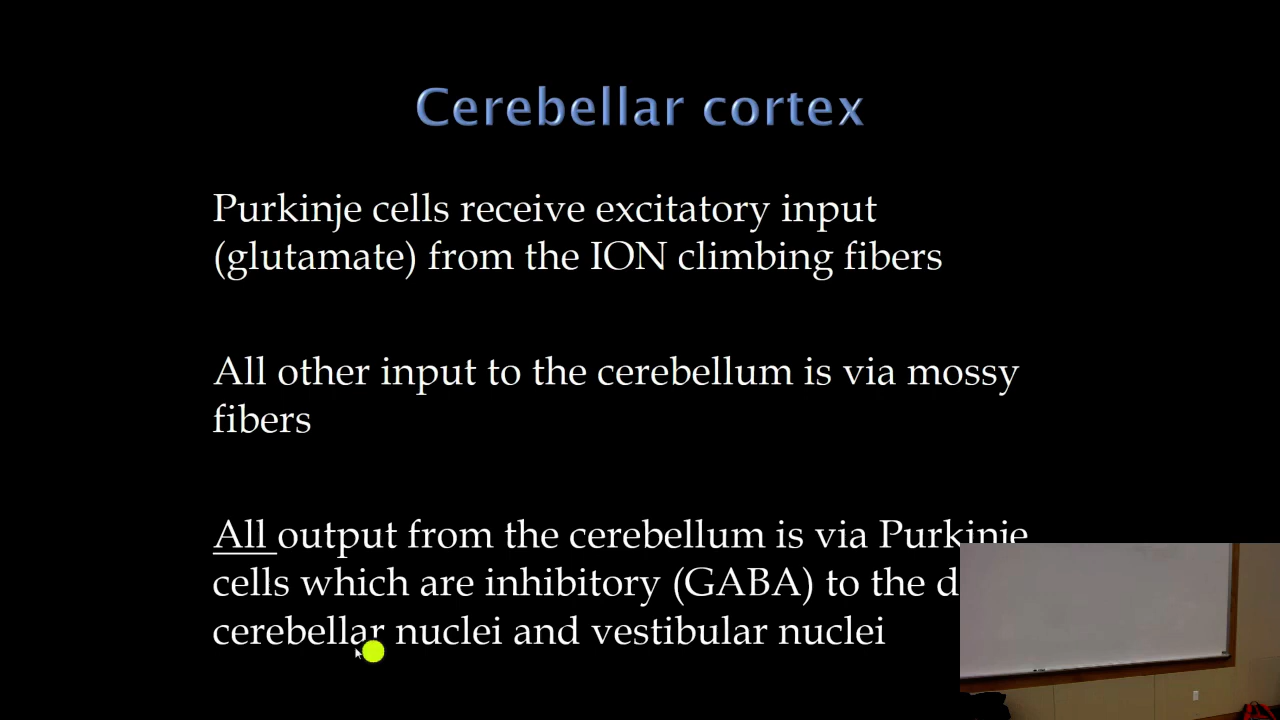 Cerebellar cortex
Purkinje cells receive excitatory input
(glutamate) from the ION climbing fibers
All other input to the cerebellum is via mossy
fibers
All output from the cerebellum is via Purkinje
cells which are inhibitory (GABA) to the
cerebellar nuclei and vestibular nuclei